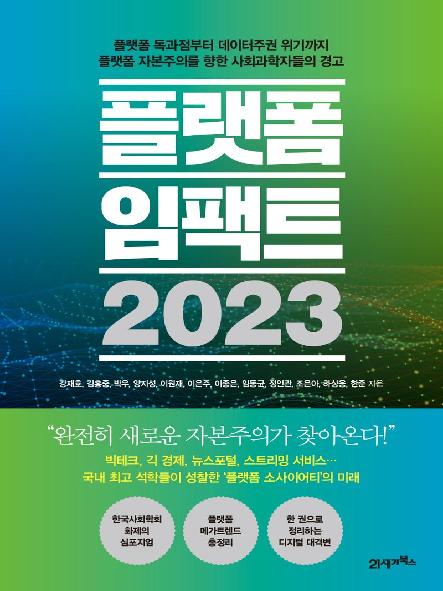 플랫폼 독과점부터 데이터주권 위기까지
플랫폼 자본주의를 향한 사회과학자들의 경고
플랫폼
임팩트
2023
강재호, 김용중, 박우, 양자성, 이원재, 이은주, 이종은, 임동균, 정인관, 조은아, 하상응, 한준 지음
“완전히 새로운 자본주의가 찾아온다!”
빅테크, 긱 경제, 뉴스포털, 스트리밍 서비스…
국내 최고 석학들이 성찰한 ‘플랫폼 소사이어티’의 미래
한국사회학회
화제의
심포지엄
플랫폼
메가트렌드
총정리
한 권으로
정리하는
디지털 대격변
21세기북스